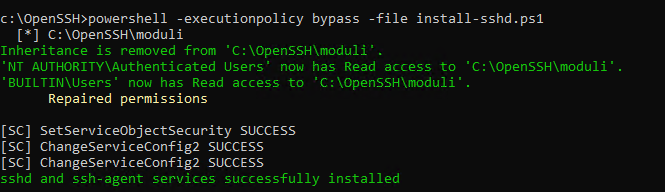 c:\OpenSSH>powershell -executionpolicy bypass -file install-sshd.ps1
[*] C:\OpenSSH\moduli
Inheritance is removed from 'C:\OpenSSH\moduli'.
'NT AUTHORITY\Authenticated Users' now has Read access to 'C:\OpenSSH\moduli'.
'BUILTIN\Users' now has Read access to 'C:\OpenSSH\moduli'.
Repaired permissions
[SC] SetServiceObjectSecurity SUCCESS
[SC] ChangeServiceConfig2 SUCCESS
[SC] ChangeServiceConfig2 SUCCESS
sshd and ssh-agent services successfully installed